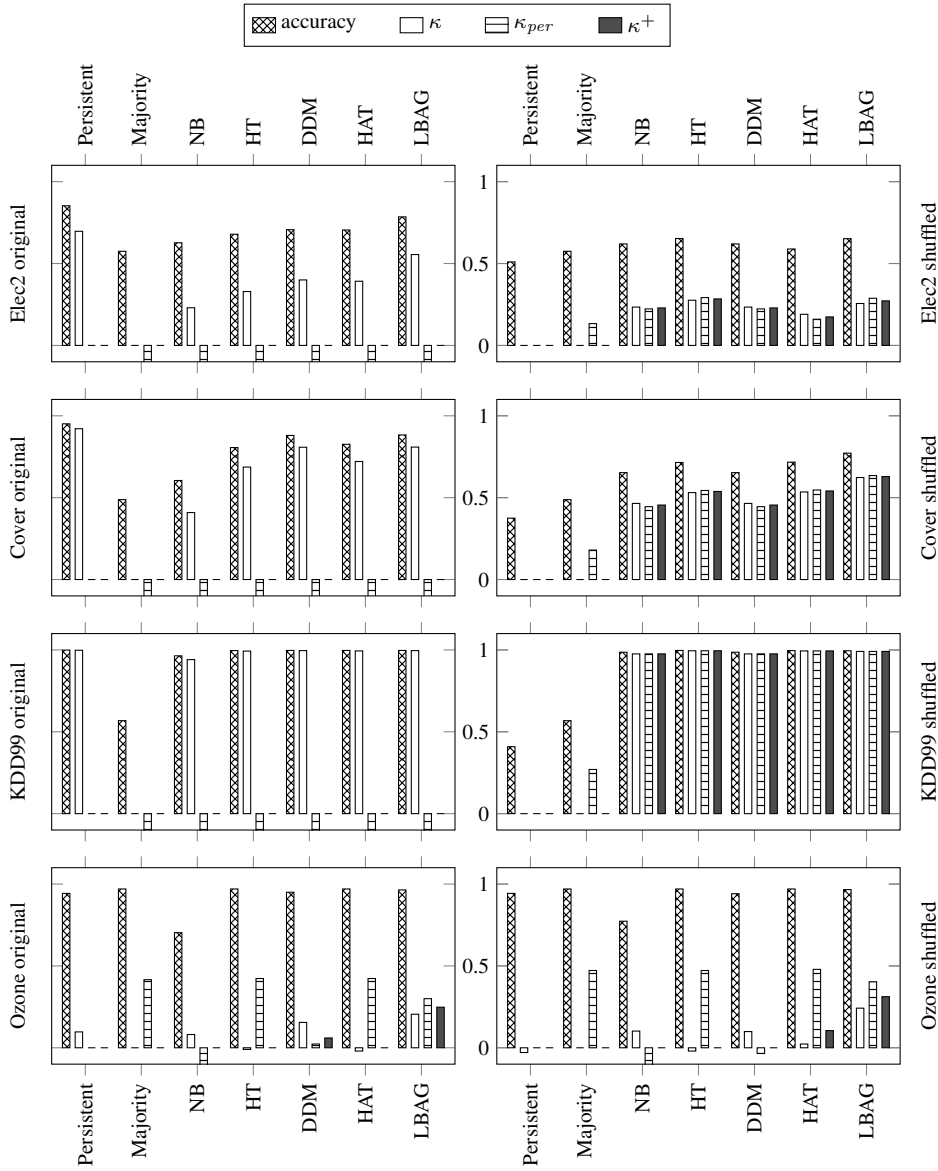 accuracy κ κper κ+
Persistent Majority NB HT DDM HAT LBAG
Persistent Majority NB HT DDM HAT LBAG
Elec2 original
1
0.5
0
Elec2 shuffled
Cover original
1
0.5
0
Cover shuffled
KDD99 original
1
0.5
0
KDD99 shuffled
Ozone original
1
0.5
0
Ozone shuffled
Persistent Majority NB HT DDM HAT LBAG
Persistent Majority NB HT DDM HAT LBAG